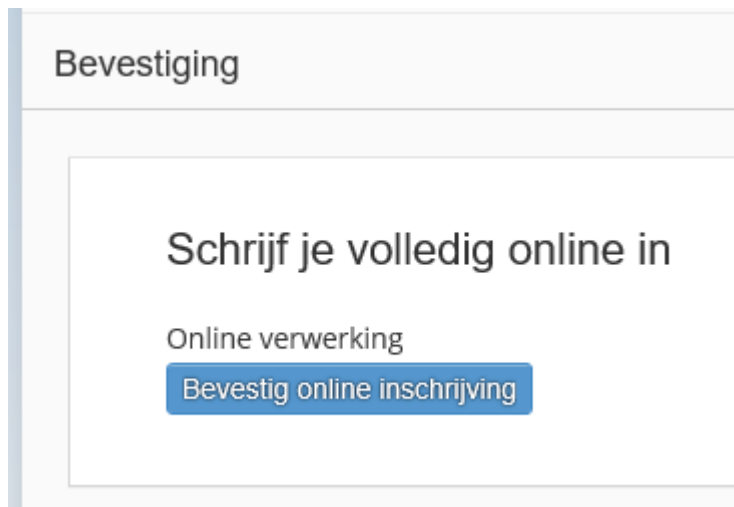 Bevestiging
Schrijf je volledig online in
Online verwerking
Bevestig online inschrijving